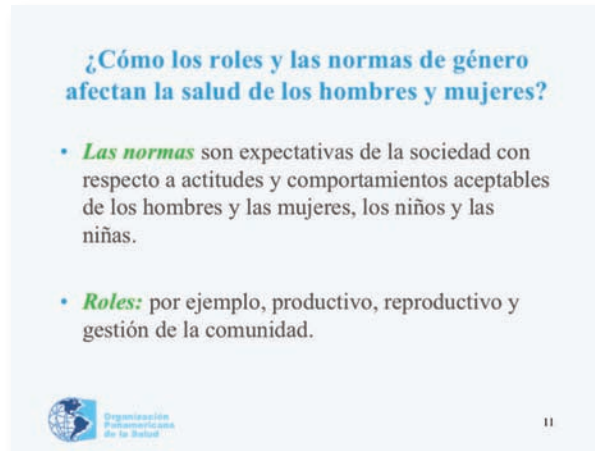 ¿Cómo los roles y las normas de género
afectan la salud de los hombres y mujeres?
• Las normas son expectativas de la sociedad con
respecto a actitudes y comportamientos aceptables
de los hombres y las mujeres, los niños y las
niñas.
• Roles: por ejemplo, productivo, reproductivo y
gestión de la comunidad.
Organización
Panamericana
de la Salud
11